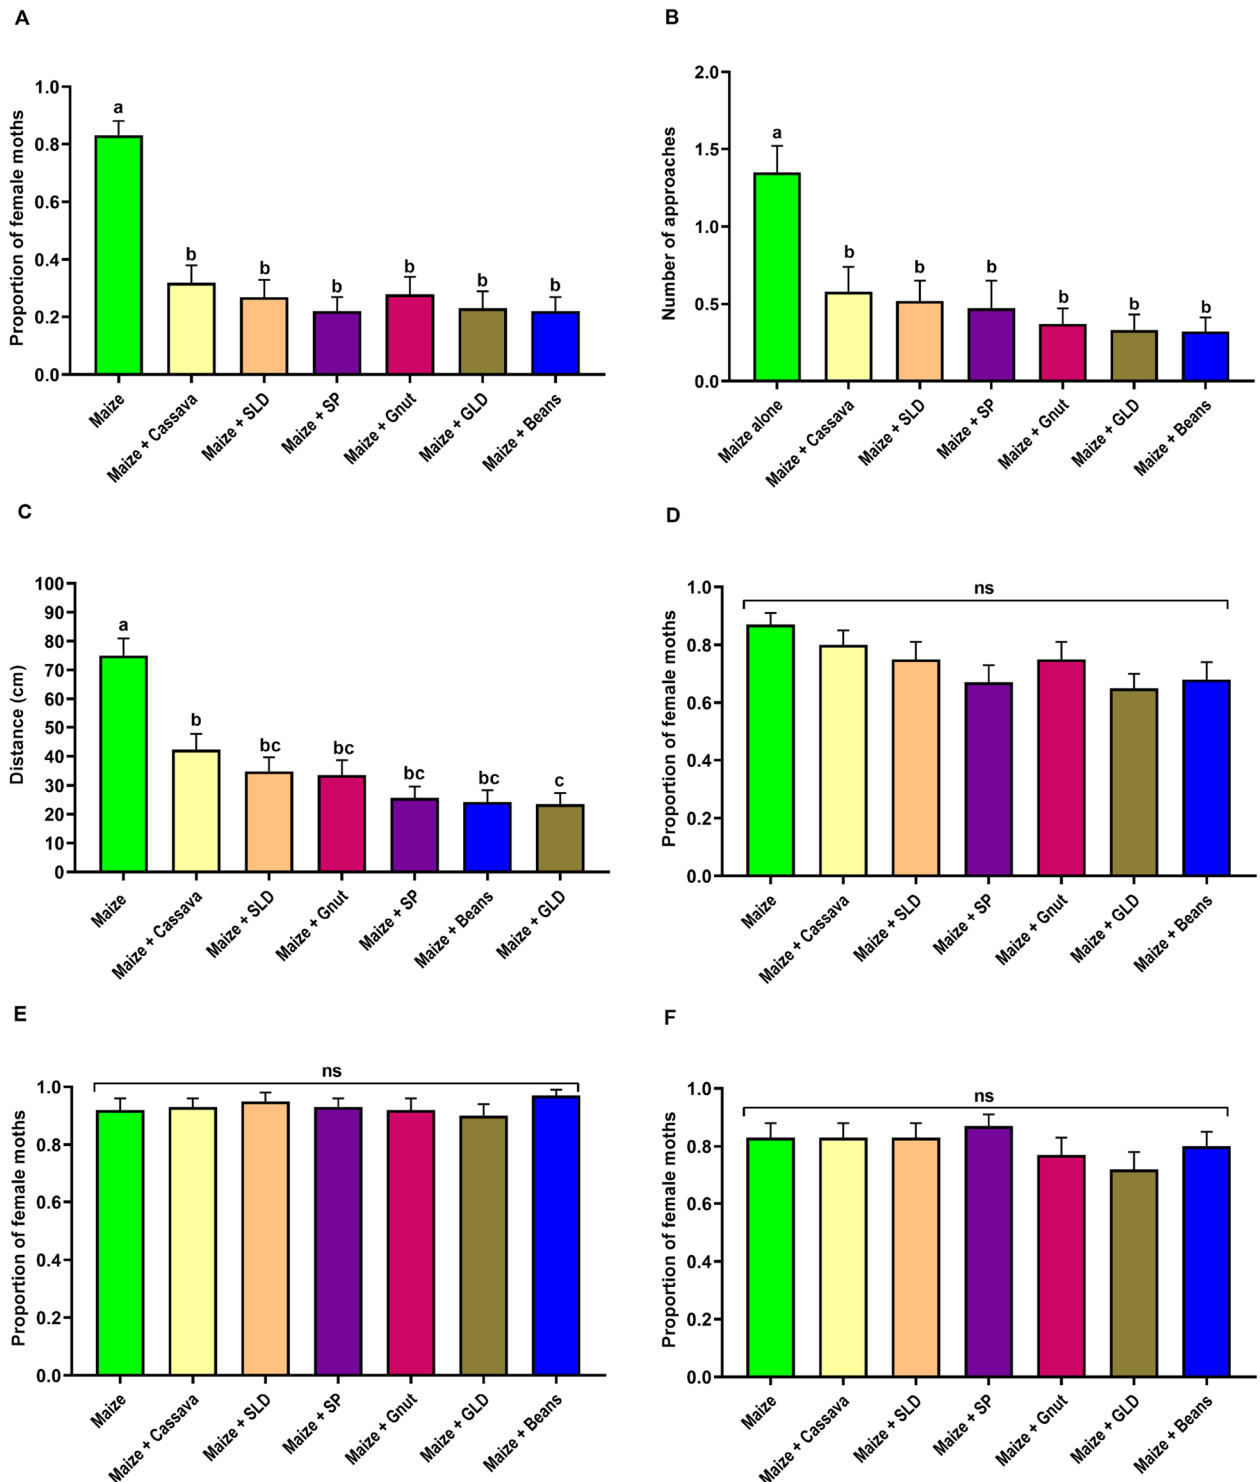 A
Proportion of female moths
1.0
0.8
0.6
0.4
0.2
0.0
a
b
b
b
b
b
b
Maize
Maize + Cassava
Maize + SLD
Maize + SP
Maize + Gnut
Maize + GLD
Maize + Beans
B
Number of approaches
2.0
1.5
1.0
0.5
0.0
a
b
b
b
b
b
b
Maize alone
Maize + Cassava
Maize + SLD
Maize + SP
Maize + Gnut
Maize + GLD
Maize + Beans
C
Distance (cm)
100
90
80
70
60
50
40
30
20
10
0
a
b
bc
bc
bc
bc
c
Maize
Maize + Cassava
Maize + SLD
Maize + Gnut
Maize + SP
Maize + Beans
Maize + GLD
D
Proportion of female moths
1.0
0.8
0.6
0.4
0.2
0.0
ns
Maize
Maize + Cassava
Maize + SLD
Maize + SP
Maize + Gnut
Maize + GLD
Maize + Beans
E
Proportion of female moths
1.0
0.8
0.6
0.4
0.2
0.0
ns
Maize
Maize + Cassava
Maize + SLD
Maize + SP
Maize + Gnut
Maize + GLD
Maize + Beans
F
Proportion of female moths
1.0
0.8
0.6
0.4
0.2
0.0
ns
Maize
Maize + Cassava
Maize + SLD
Maize + SP
Maize + Gnut
Maize + GLD
Maize + Beans